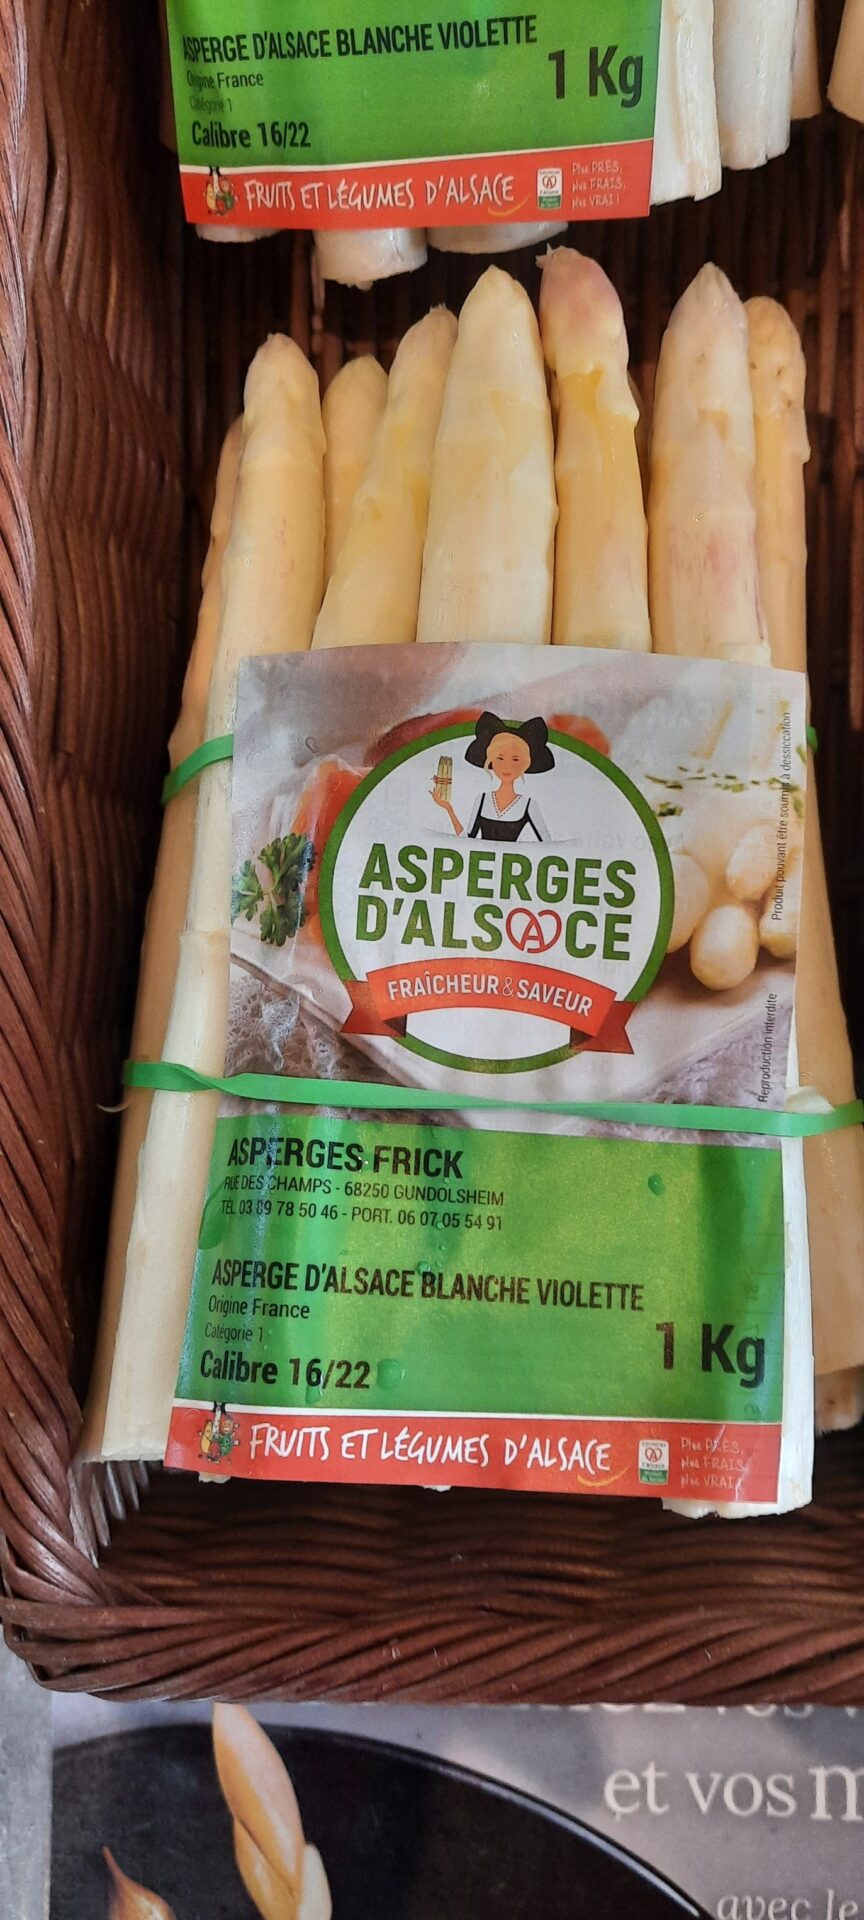 ASPERGE D'ALSACE BLANCHE VIOLETTE
Origine France
Catégorie 1
1 Kg
Calibre 16/22
FRUITS ET LÉGUMES D'ALSACE
Plus PRÈS,
plus FRAIS,
plus VRAI!
ASPERGES
D'ALSACE
FRAÎCHEUR & SAVEUR
Produit pouvant être soumis à dessiccation
Reproduction interdite
ASPERGES FRICK
RUE DES CHAMPS - 68250 GUNDOLSHEIM
TÉL 03 89 78 50 46 - PORT. 06 07 05 54 91
ASPERGE D'ALSACE BLANCHE VIOLETTE
Origine France
Catégorie 1
1 Kg
Calibre 16/22
FRUITS ET LÉGUMES D'ALSACE
Plus PRÈS,
plus FRAIS,
plus VRAI
et vos
avec le